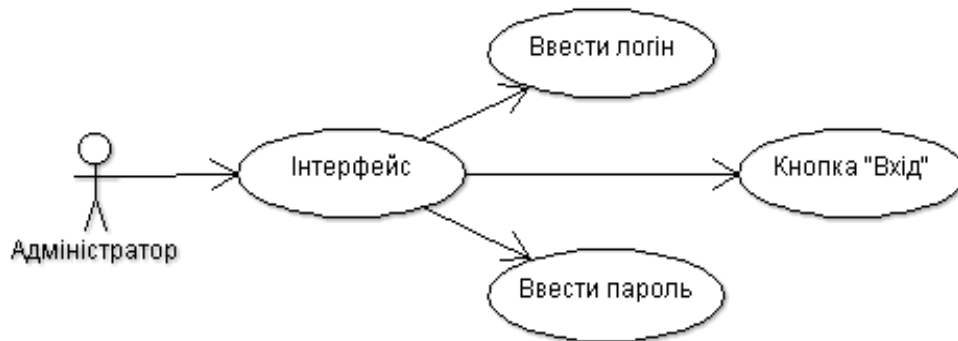 Ввести логін
Інтерфейс
Кнопка "Вхід"
Адміністратор
Ввести пароль